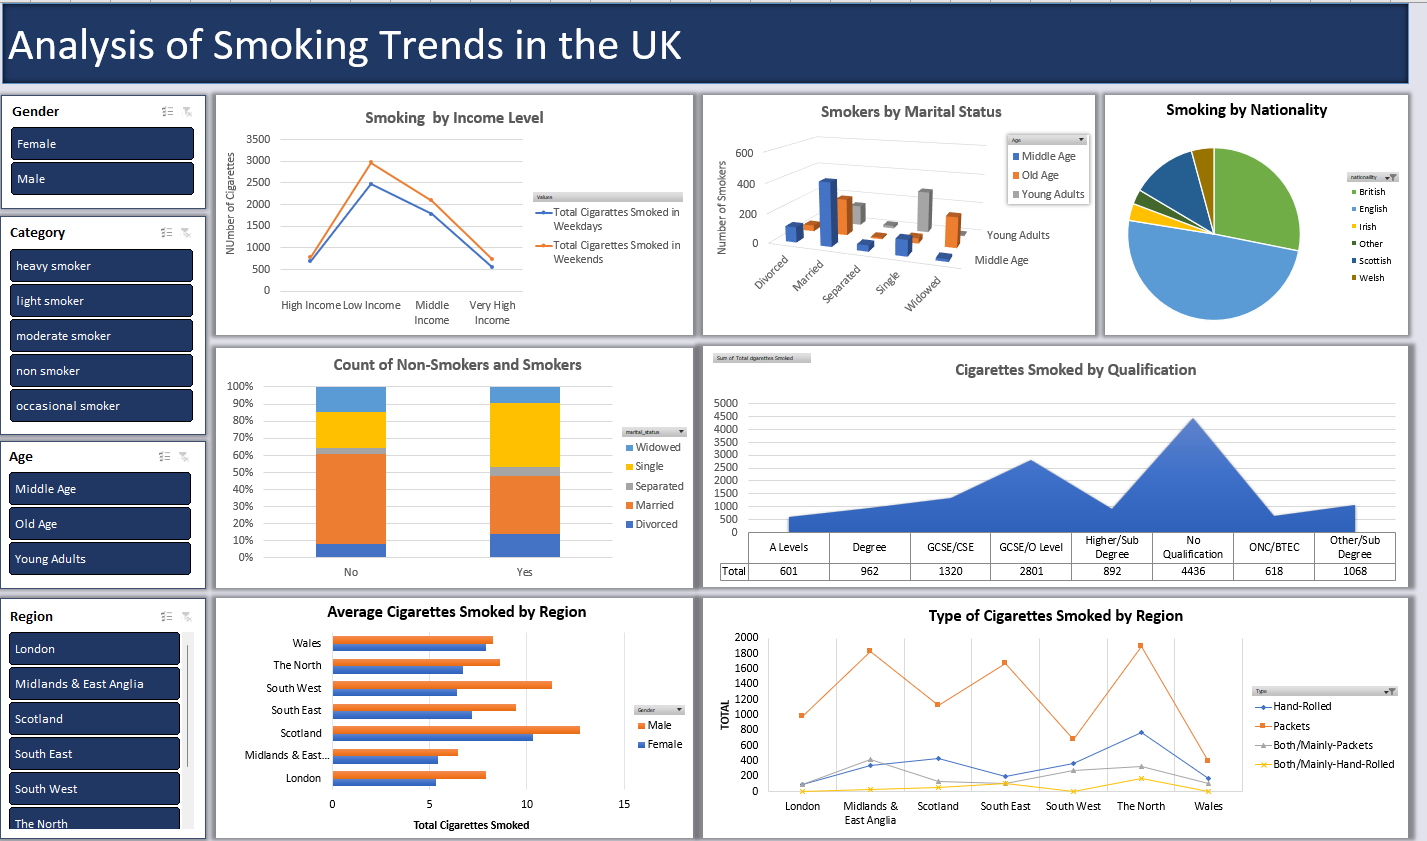 Analysis of Smoking Trends in the UK
Gender
Female
Male
Category
heavy smoker
light smoker
moderate smoker
non smoker
occasional smoker
Age
Middle Age
Old Age
Young Adults
Region
London
Midlands & East Anglia
Scotland
South East
South West
The North
Smoking by Income Level
NUmber of Cigarettes
3500
3000
2500
2000
1500
1000
500
0
High Income
Low Income
Middle
Income
Very High
Income
Values
Total Cigarattes Smoked in
Weekdays
Total Cigarettes Smoked in
Weekends
Smokers by Marital Status
Number of Smokers
600
400
200
0
Divorced
Married
Separated
Single
Widowed
Young Adults
Middle Age
Age
Middle Age
Old Age
Young Adults
Smoking by Nationality
nationality
British
English
Irish
Other
Scottish
Welsh
Count of Non-Smokers and Smokers
100%
90%
80%
70%
60%
50%
40%
30%
20%
10%
0%
No
Yes
marital_status
Widowed
Single
Separated
Married
Divorced
Sum of Total cigarettes Smoked
Cigarettes Smoked by Qualification
5000
4500
4000
3500
3000
2500
2000
1500
1000
500
0
A Levels
Degree
GCSE/CSE
GCSE/O Level
Higher/Sub
Degree
No
Qualification
ONC/BTEC
Other/Sub
Degree
Total 601 962 1320 2801 892 4436 618 1068
Average Cigarettes Smoked by Region
Wales
The North
South West
South East
Scotland
Midlands & East...
London
0 5 10 15
Total Cigarettes Smoked
Gender
Male
Female
Type of Cigarettes Smoked by Region
TOTAL
2000
1800
1600
1400
1200
1000
800
600
400
200
0
London
Midlands &
East Anglia
Scotland
South East
South West
The North
Wales
Type
Hand-Rolled
Packets
Both/Mainly-Packets
Both/Mainly-Hand-Rolled